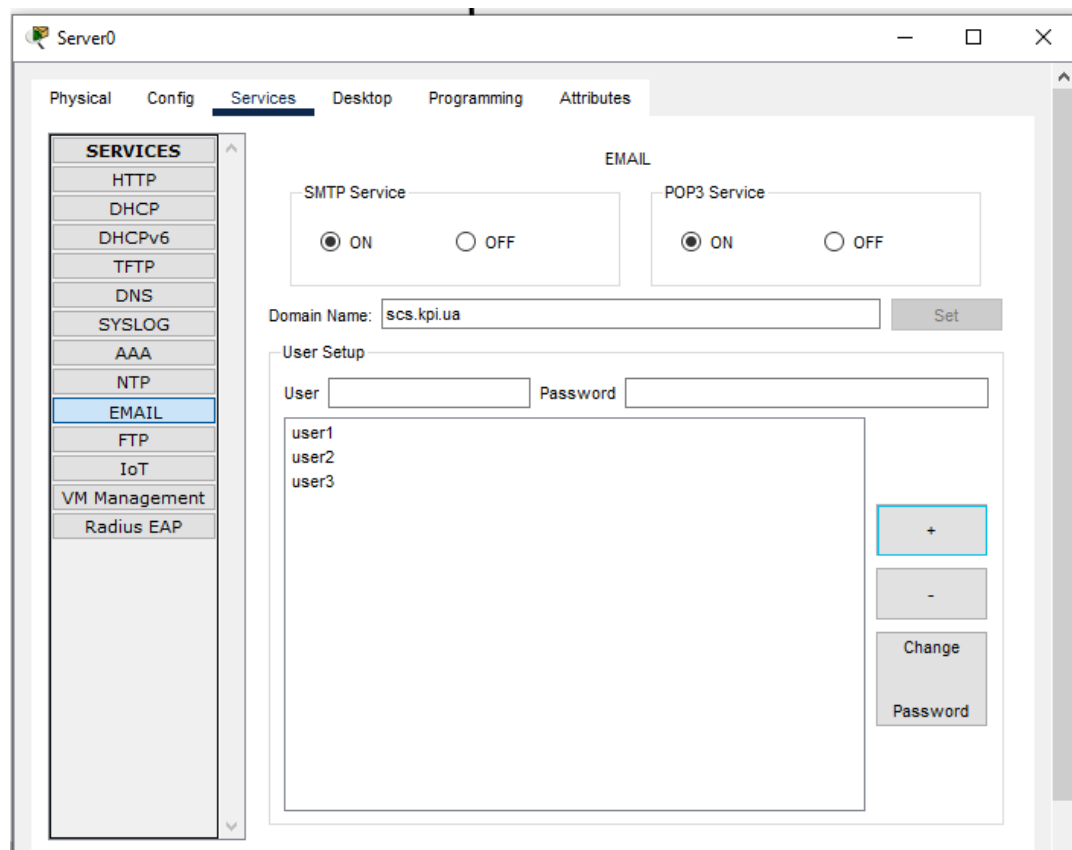 Server0
Physical Config Services Desktop Programming Attributes
SERVICES
HTTP
DHCP
DHCPv6
TFTP
DNS
SYSLOG
AAA
NTP
EMAIL
FTP
IoT
VM Management
Radius EAP
EMAIL
SMTP Service
ON OFF
POP3 Service
ON OFF
Domain Name: scs.kpi.ua Set
User Setup
User Password
user1
user2
user3
+
-
Change
Password